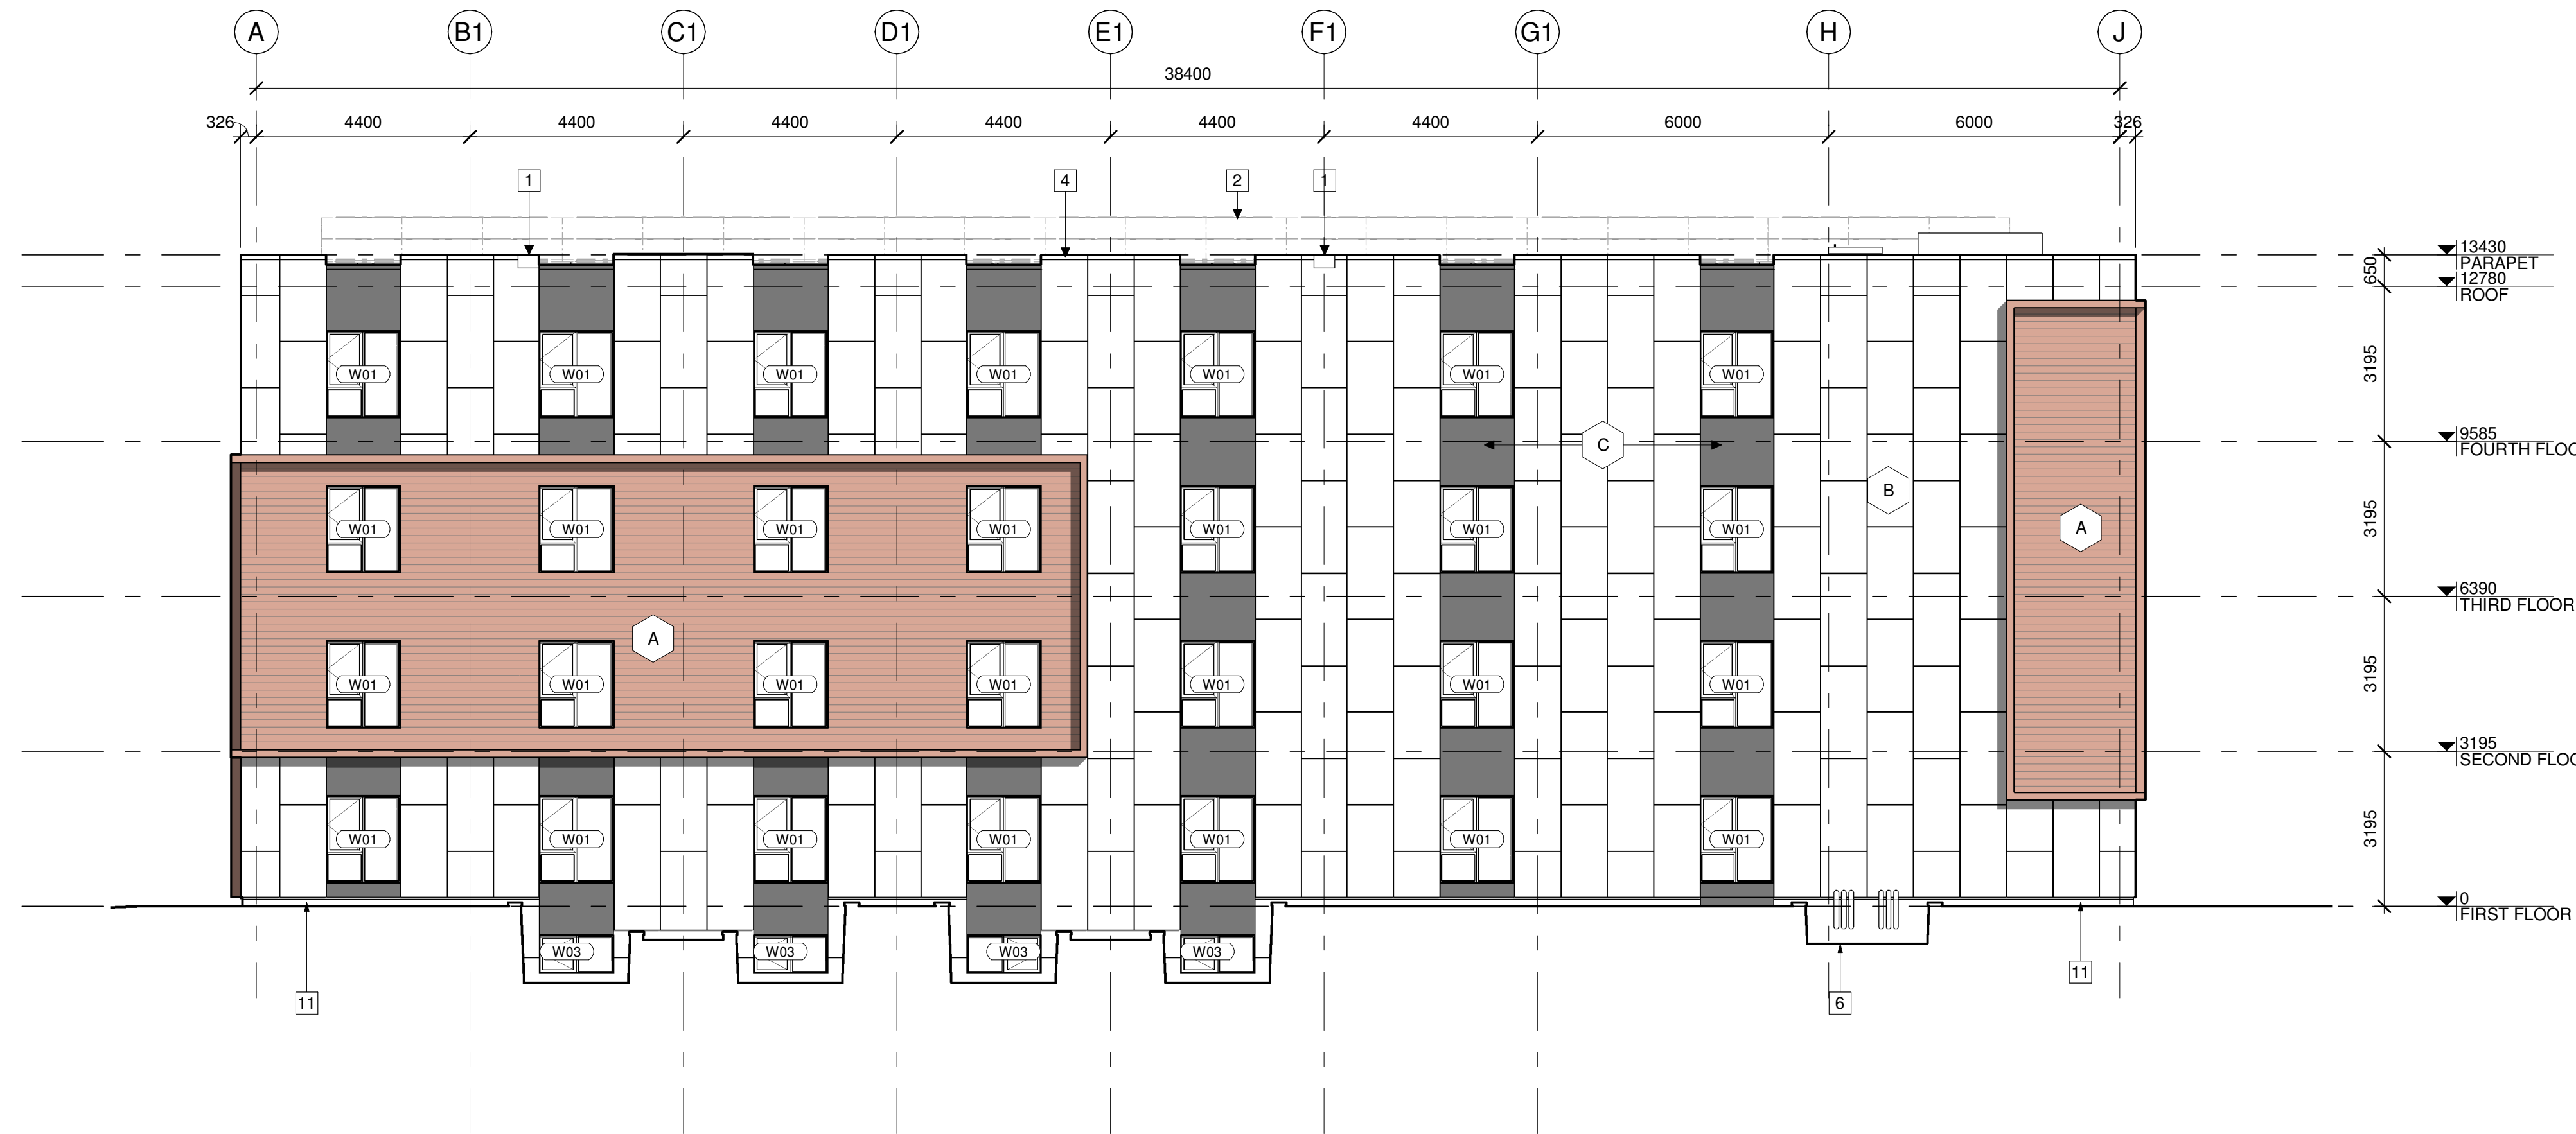 A B1 C1 D1 E1 F1 G1 H J
38400
326 4400 4400 4400 4400 4400 4400 6000 6000 326
1 4 2 1
13430
PARAPET
650
12780
ROOF
W01 W01 W01 W01 W01 W01 W01
3195
9585
FOURTH FLOO
C
B
A
W01 W01 W01 W01 W01 W01 W01
3195
6390
THIRD FLOOR
A
W01 W01 W01 W01 W01 W01 W01
3195
3195
SECOND FLOO
W01 W01 W01 W01 W01 W01 W01
3195
0
FIRST FLOOR
W03 W03 W03 W03
11 6 11